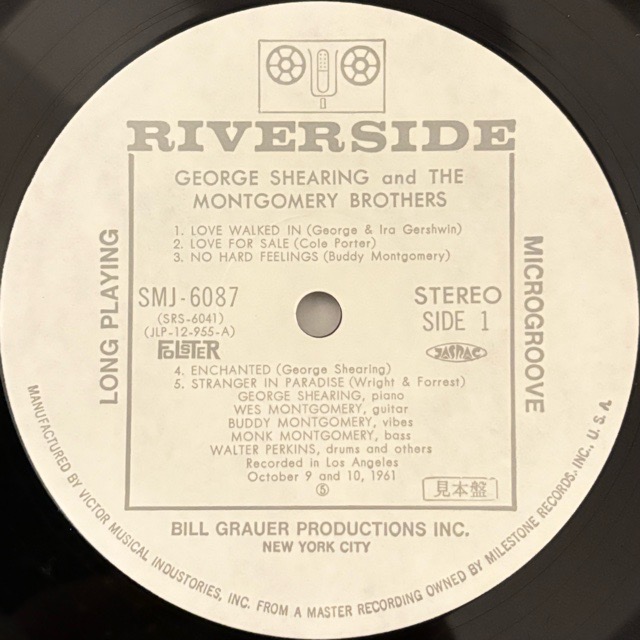 RIVERSIDE
GEORGE SHEARING and THE
MONTGOMERY BROTHERS
1. LOVE WALKED IN (George & Ira Gershwin)
2. LOVE FOR SALE (Cole Porter)
3. NO HARD FEELINGS (Buddy Montgomery)
LONG PLAYING
MICROGROOVE
SMJ-6087
(SRS-6041)
(JLP-12-955-A)
POLSTER
STEREO
SIDE 1
JASRAC
4. ENCHANTED (George Shearing)
5. STRANGER IN PARADISE (Wright & Forrest)
GEORGE SHEARING, piano
WES MONTGOMERY, guitar
BUDDY MONTGOMERY, vibes
MONK MONTGOMERY, bass
WALTER PERKINS, drums and others
Recorded in Los Angeles
October 9 and 10, 1961
Ⓢ
見本盤
BILL GRAUER PRODUCTIONS INC.
NEW YORK CITY
MANUFACTURED BY VICTOR MUSICAL INDUSTRIES, INC. FROM A MASTER RECORDING OWNED BY MILESTONE RECORDS, INC., U.S.A.